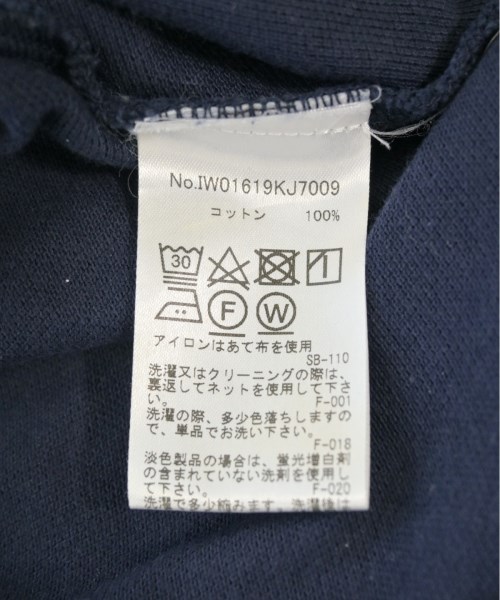 No.IW01619KJ7009
コットン 100%
30
F W
アイロンはあて布を使用
SB-110
洗濯又はクリーニングの際は、
裏返してネットを使用して下さ
い。 F-001
洗濯の際、多少色落ちしますの
で、単品でお洗い下さい。
F-018
淡色製品の場合は、蛍光増白剤
の含まれていない洗剤を使用し
て下さい。 F-020
洗濯で多少縮みます。洗濯後は